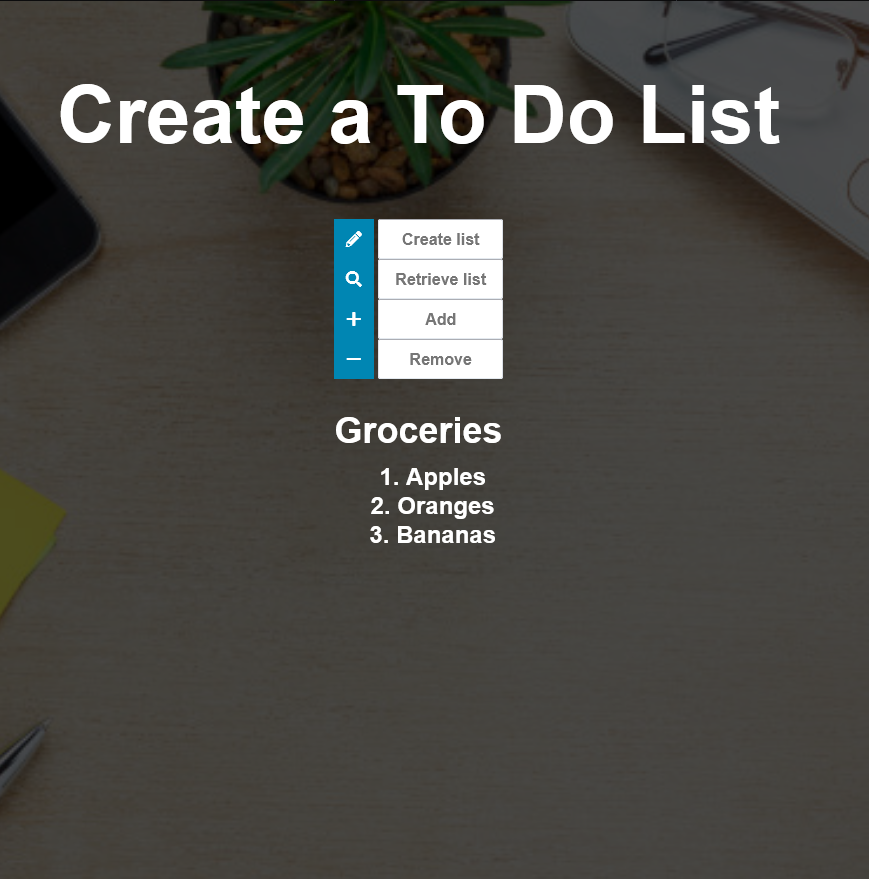 Create a To Do List
Create list
Retrieve list
Add
Remove
Groceries
1. Apples
2. Oranges
3. Bananas